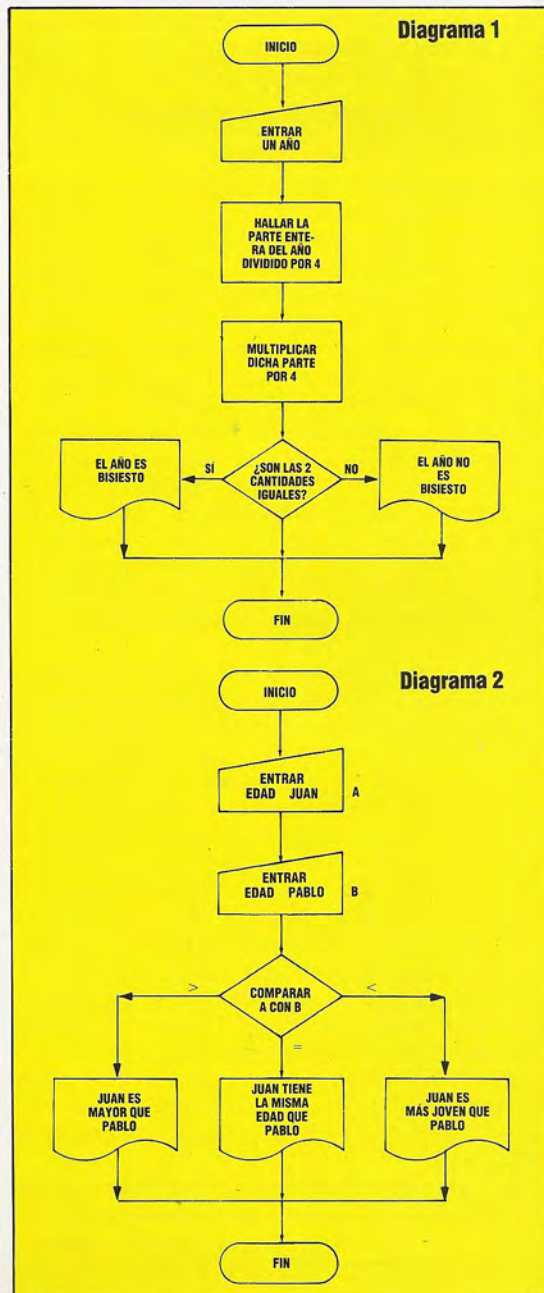 Diagrama 1
INICIO
ENTRAR
UN AÑO
HALLAR LA
PARTE ENTE-
RA DEL AÑO
DIVIDIDO POR 4
MULTIPLICAR
DICHA PARTE
POR 4
¿SON LAS 2
CANTIDADES
IGUALES?
SÍ
NO
EL AÑO ES
BISIESTO
EL AÑO NO
ES
BISIESTO
FIN
Diagrama 2
INICIO
ENTRAR
EDAD JUAN
A
ENTRAR
EDAD PABLO
B
COMPARAR
A CON B
>
=
<
JUAN ES
MAYOR QUE
PABLO
JUAN TIENE
LA MISMA
EDAD QUE
PABLO
JUAN ES
MÁS JOVEN QUE
PABLO
FIN